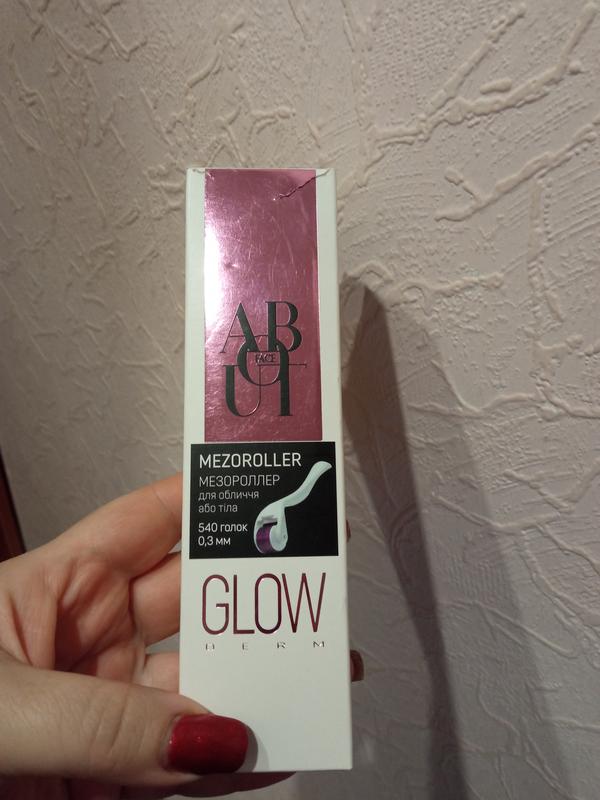 ABOUT
FACE
MEZOROLLER
МЕЗОРОЛЛЕР
для обличчя
або тіла
540 голок
0,3 мм
GLOW
DERM